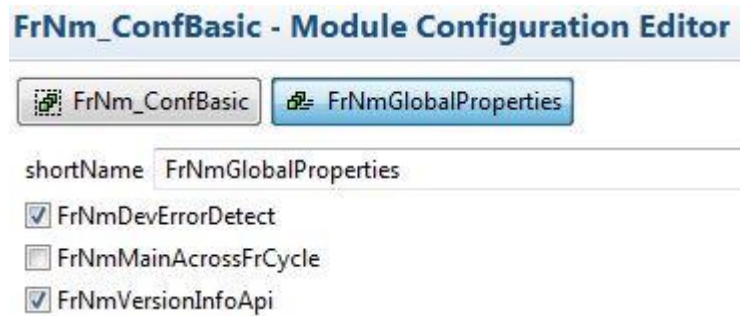 FrNm_ConfBasic - Module Configuration Editor
FrNm_ConfBasic FrNmGlobalProperties
shortName FrNmGlobalProperties
FrNmDevErrorDetect
FrNmMainAcrossFrCycle
FrNmVersionInfoApi